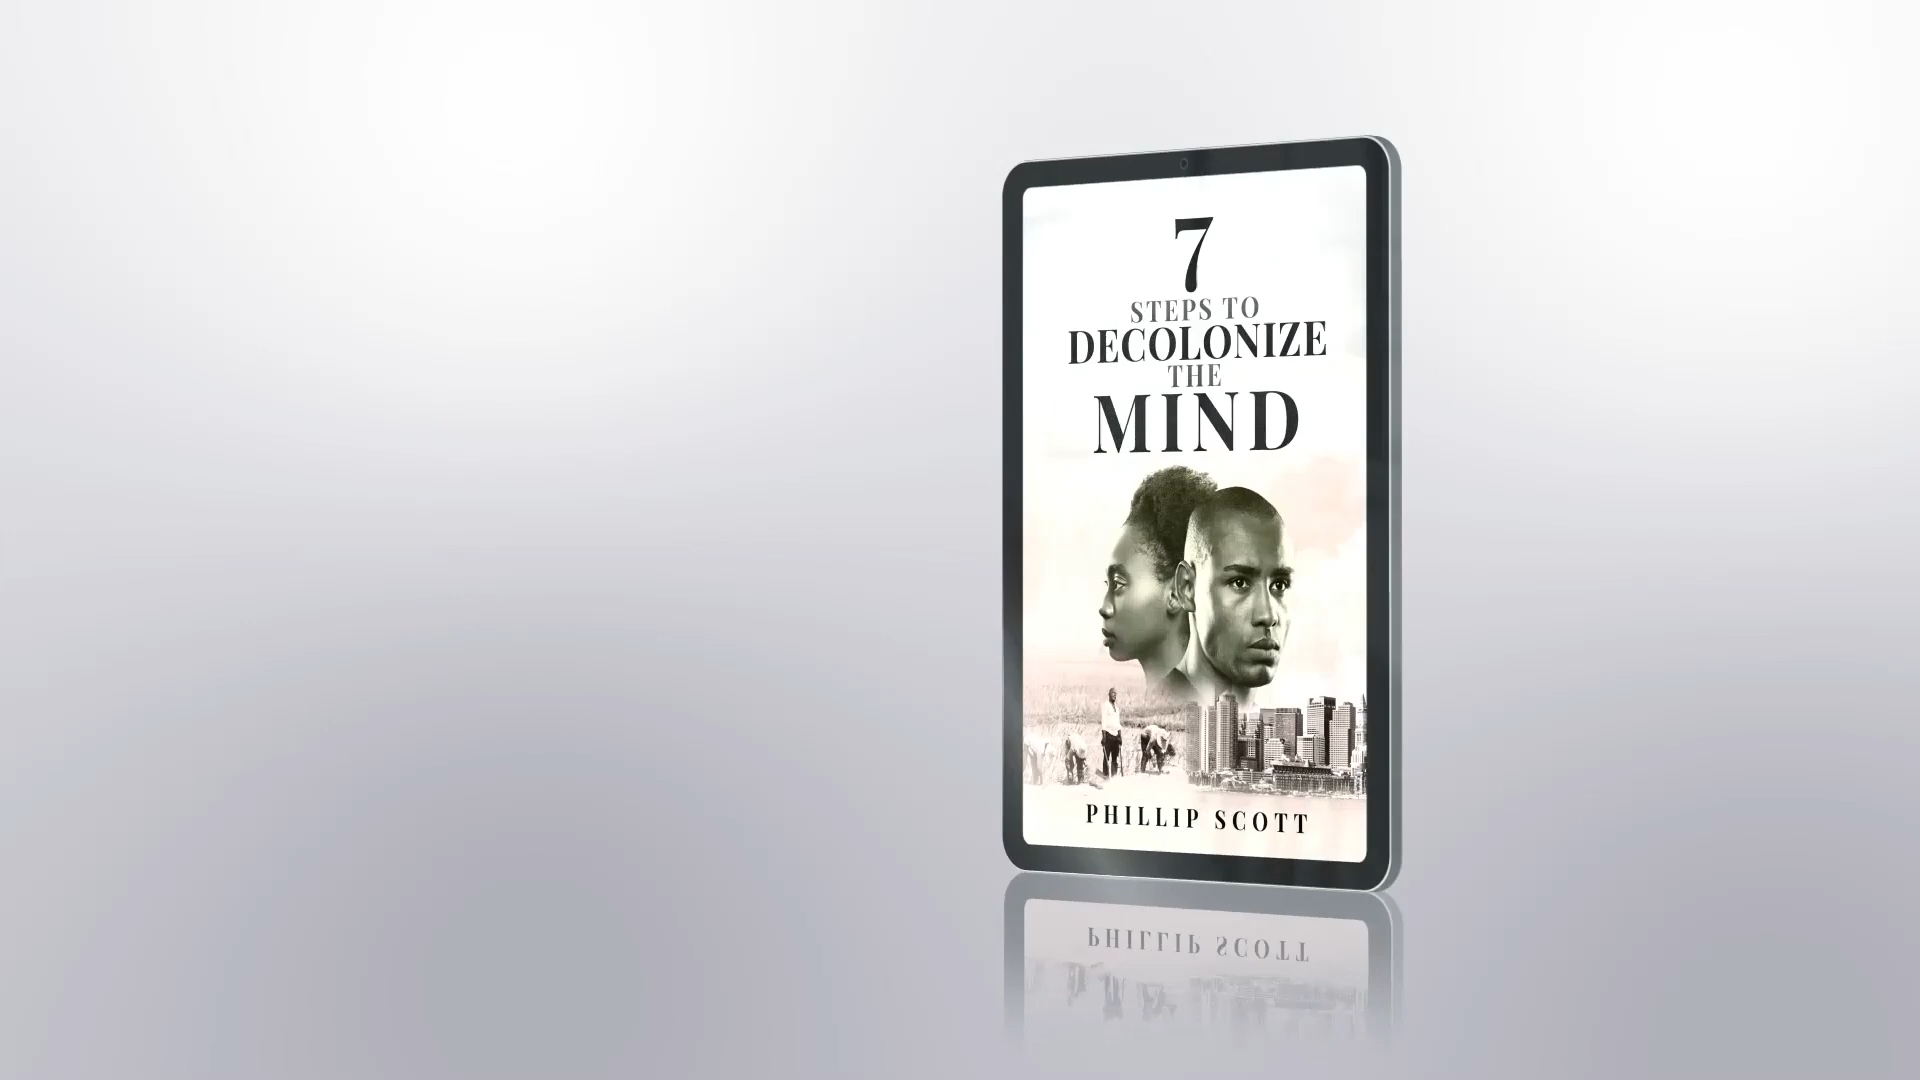 7
STEPS TO
DECOLONIZE
THE
MIND
PHILLIP SCOTT